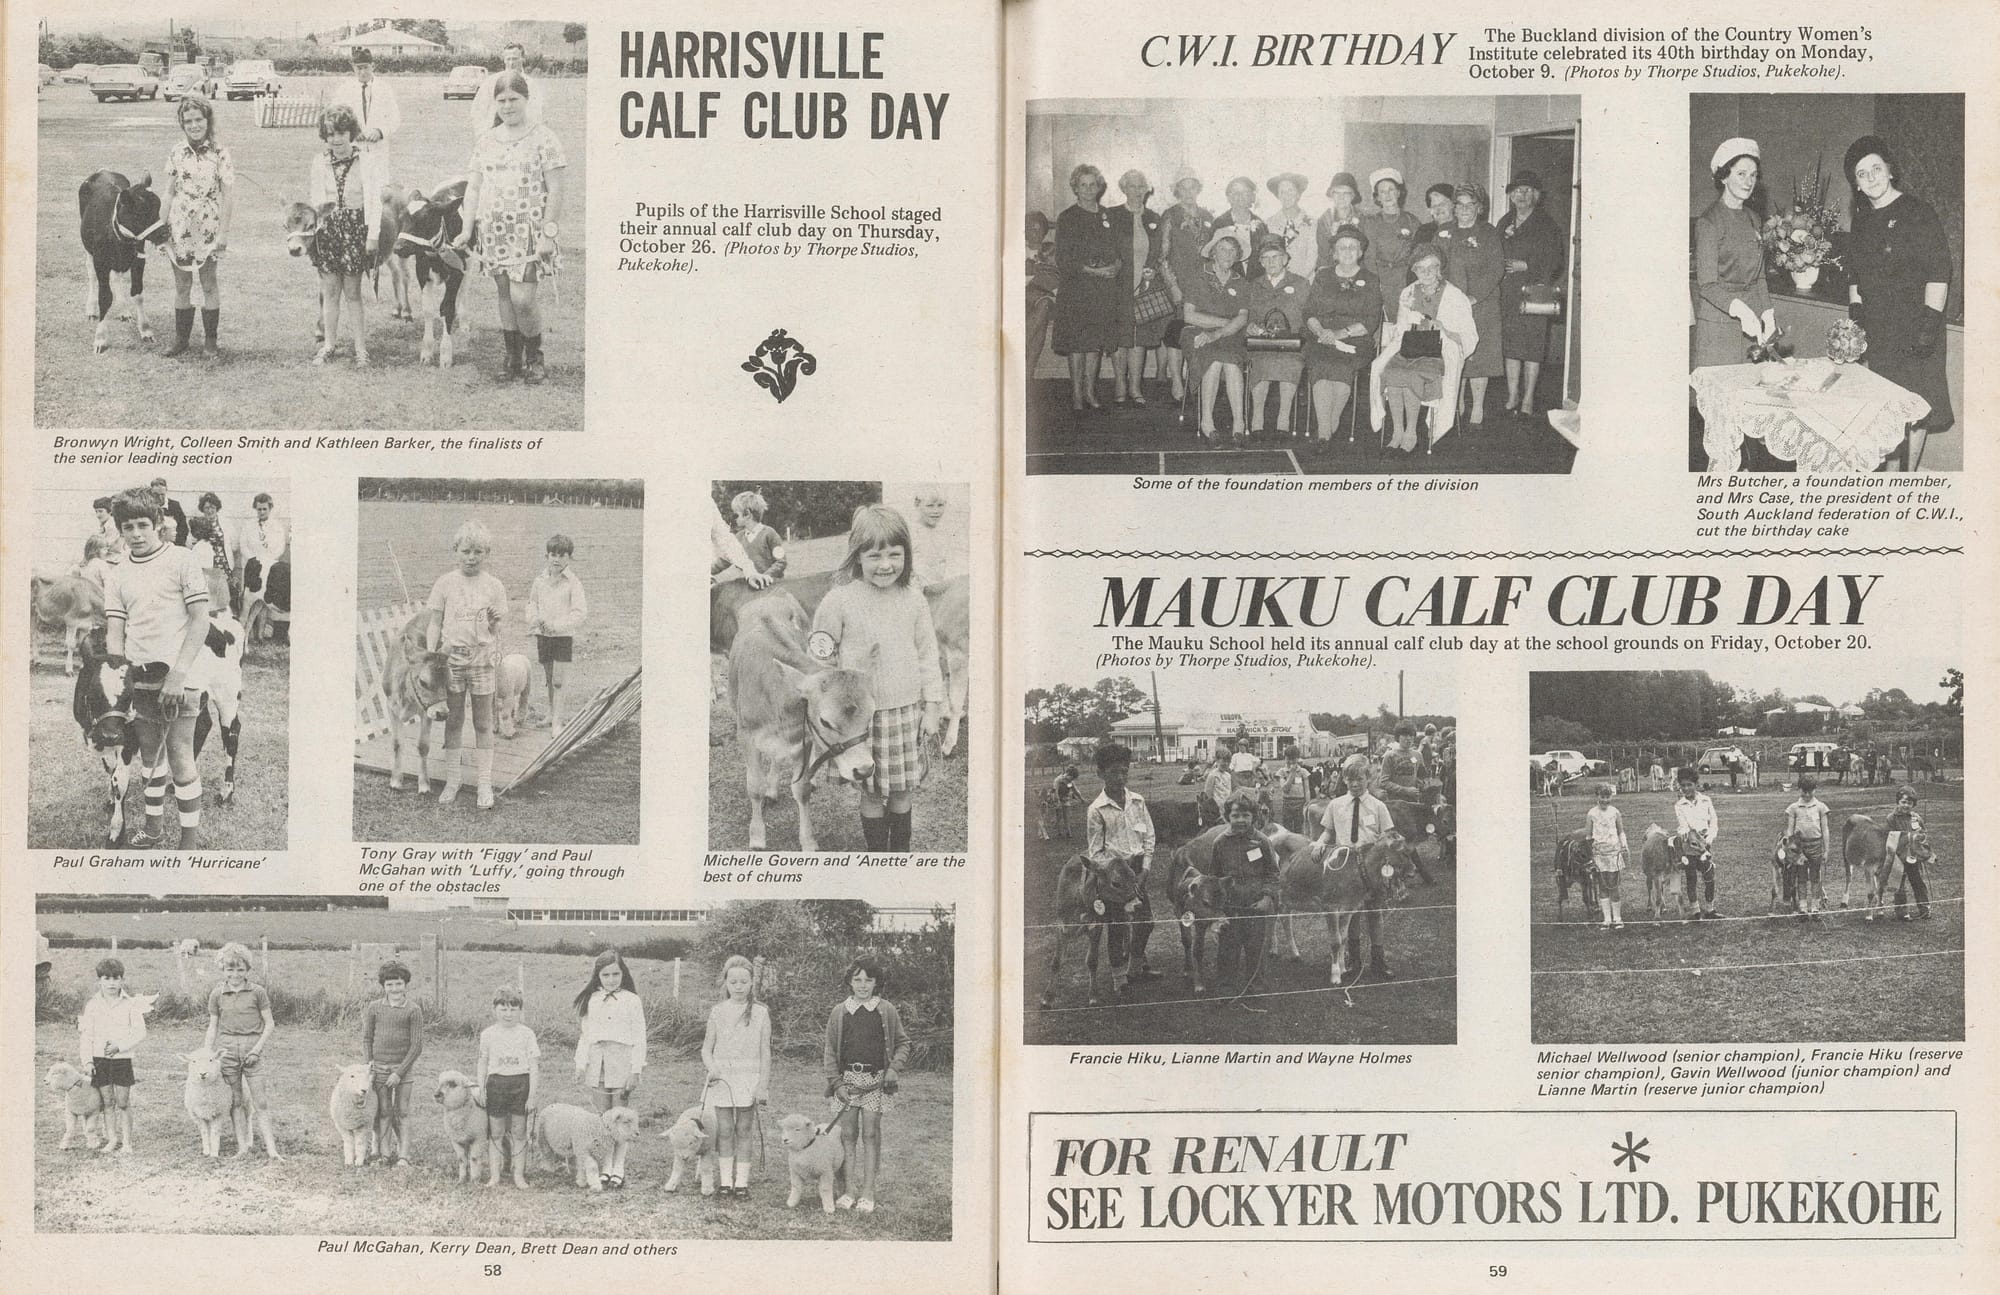 HARRISVILLE
CALF CLUB DAY
Pupils of the Harrisville School staged
their annual calf club day on Thursday,
October 26. (Photos by Thorpe Studios,
Pukekohe).
Bronwyn Wright, Colleen Smith and Kathleen Barker, the finalists of
the senior leading section
Paul Graham with ‘Hurricane’
Tony Gray with ‘Figgy’ and Paul
McGahan with ‘Luffy,’ going through
one of the obstacles
Michelle Govern and ‘Anette’ are the
best of chums
Paul McGahan, Kerry Dean, Brett Dean and others
58
C.W.I. BIRTHDAY
The Buckland division of the Country Women’s
Institute celebrated its 40th birthday on Monday,
October 9. (Photos by Thorpe Studios, Pukekohe).
Some of the foundation members of the division
Mrs Butcher, a foundation member,
and Mrs Case, the president of the
South Auckland federation of C.W.I.,
cut the birthday cake
MAUKU CALF CLUB DAY
The Mauku School held its annual calf club day at the school grounds on Friday, October 20.
(Photos by Thorpe Studios, Pukekohe).
EUROPA
Francie Hiku, Lianne Martin and Wayne Holmes
Michael Wellwood (senior champion), Francie Hiku (reserve
senior champion), Gavin Wellwood (junior champion) and
Lianne Martin (reserve junior champion)
FOR RENAULT *
SEE LOCKYER MOTORS LTD. PUKEKOHE
59